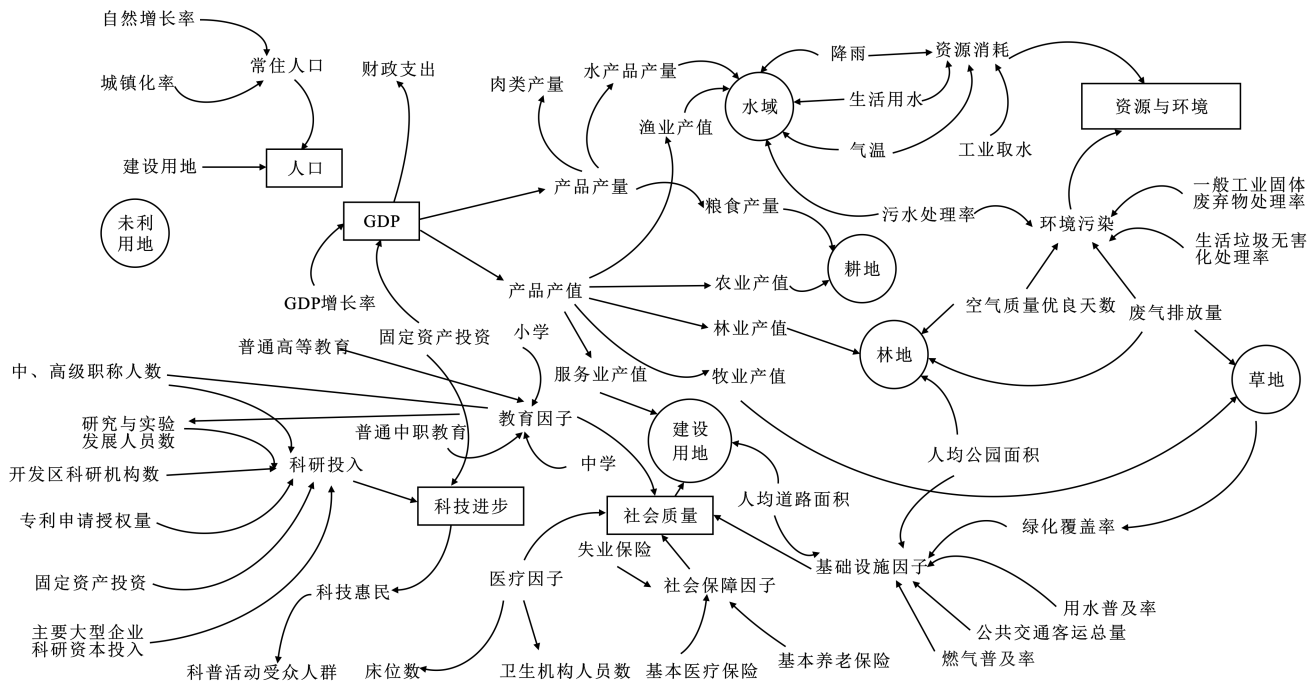 自然增长率
常住人口
城镇化率
建设用地
人口
未利
用地
财政支出
肉类产量
水产品产量
渔业产值
水域
降雨
资源消耗
生活用水
气温
工业取水
资源与环境
产品产量
粮食产量
污水处理率
环境污染
一般工业固体
废弃物处理率
生活垃圾无害
化处理率
GDP
GDP增长率
产品产值
农业产值
耕地
空气质量优良天数
废气排放量
固定资产投资
小学
林业产值
林地
普通高等教育
中、高级职称人数
服务业产值
牧业产值
草地
研究与实验
发展人员数
教育因子
普通中职教育
建设
用地
中学
人均公园面积
开发区科研机构数
科研投入
科技进步
人均道路面积
社会质量
专利申请授权量
绿化覆盖率
失业保险
固定资产投资
科技惠民
医疗因子
社会保障因子
基础设施因子
用水普及率
主要大型企业
科研资本投入
公共交通客运总量
燃气普及率
科普活动受众人群
床位数
卫生机构人员数
基本医疗保险
基本养老保险